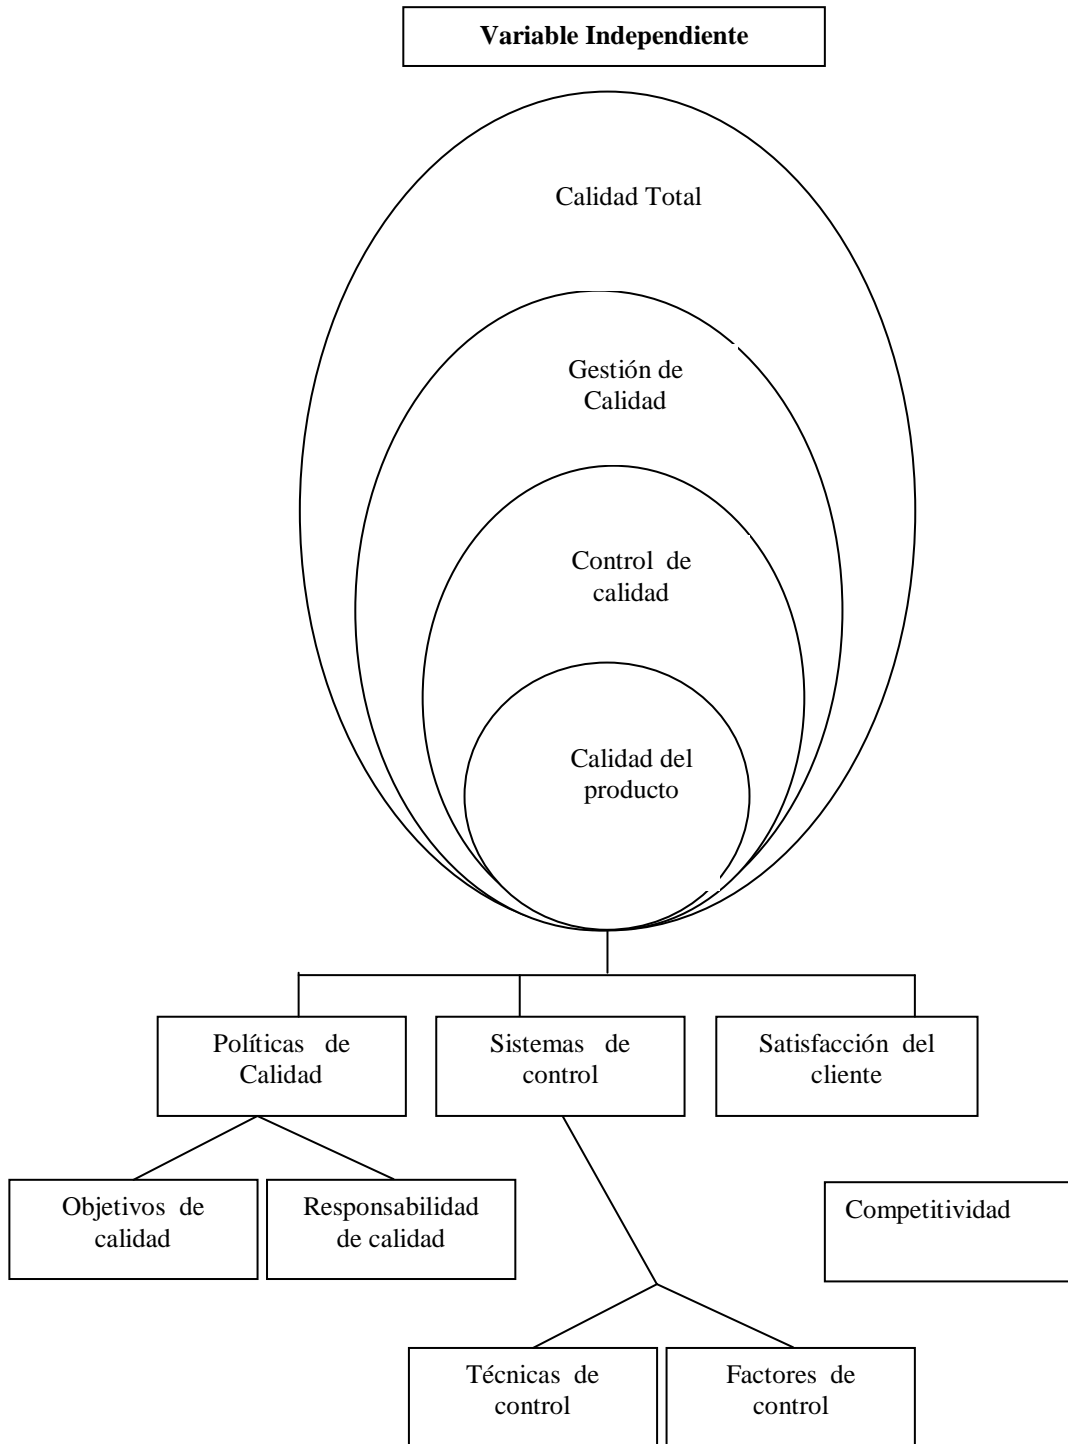 Variable Independiente
Calidad Total
Gestión de
Calidad
Control de
calidad
Calidad del
producto
Políticas de
Calidad
Sistemas de
control
Satisfacción del
cliente
Objetivos de
calidad
Responsabilidad
de calidad
Competitividad
Técnicas de
control
Factores de
control